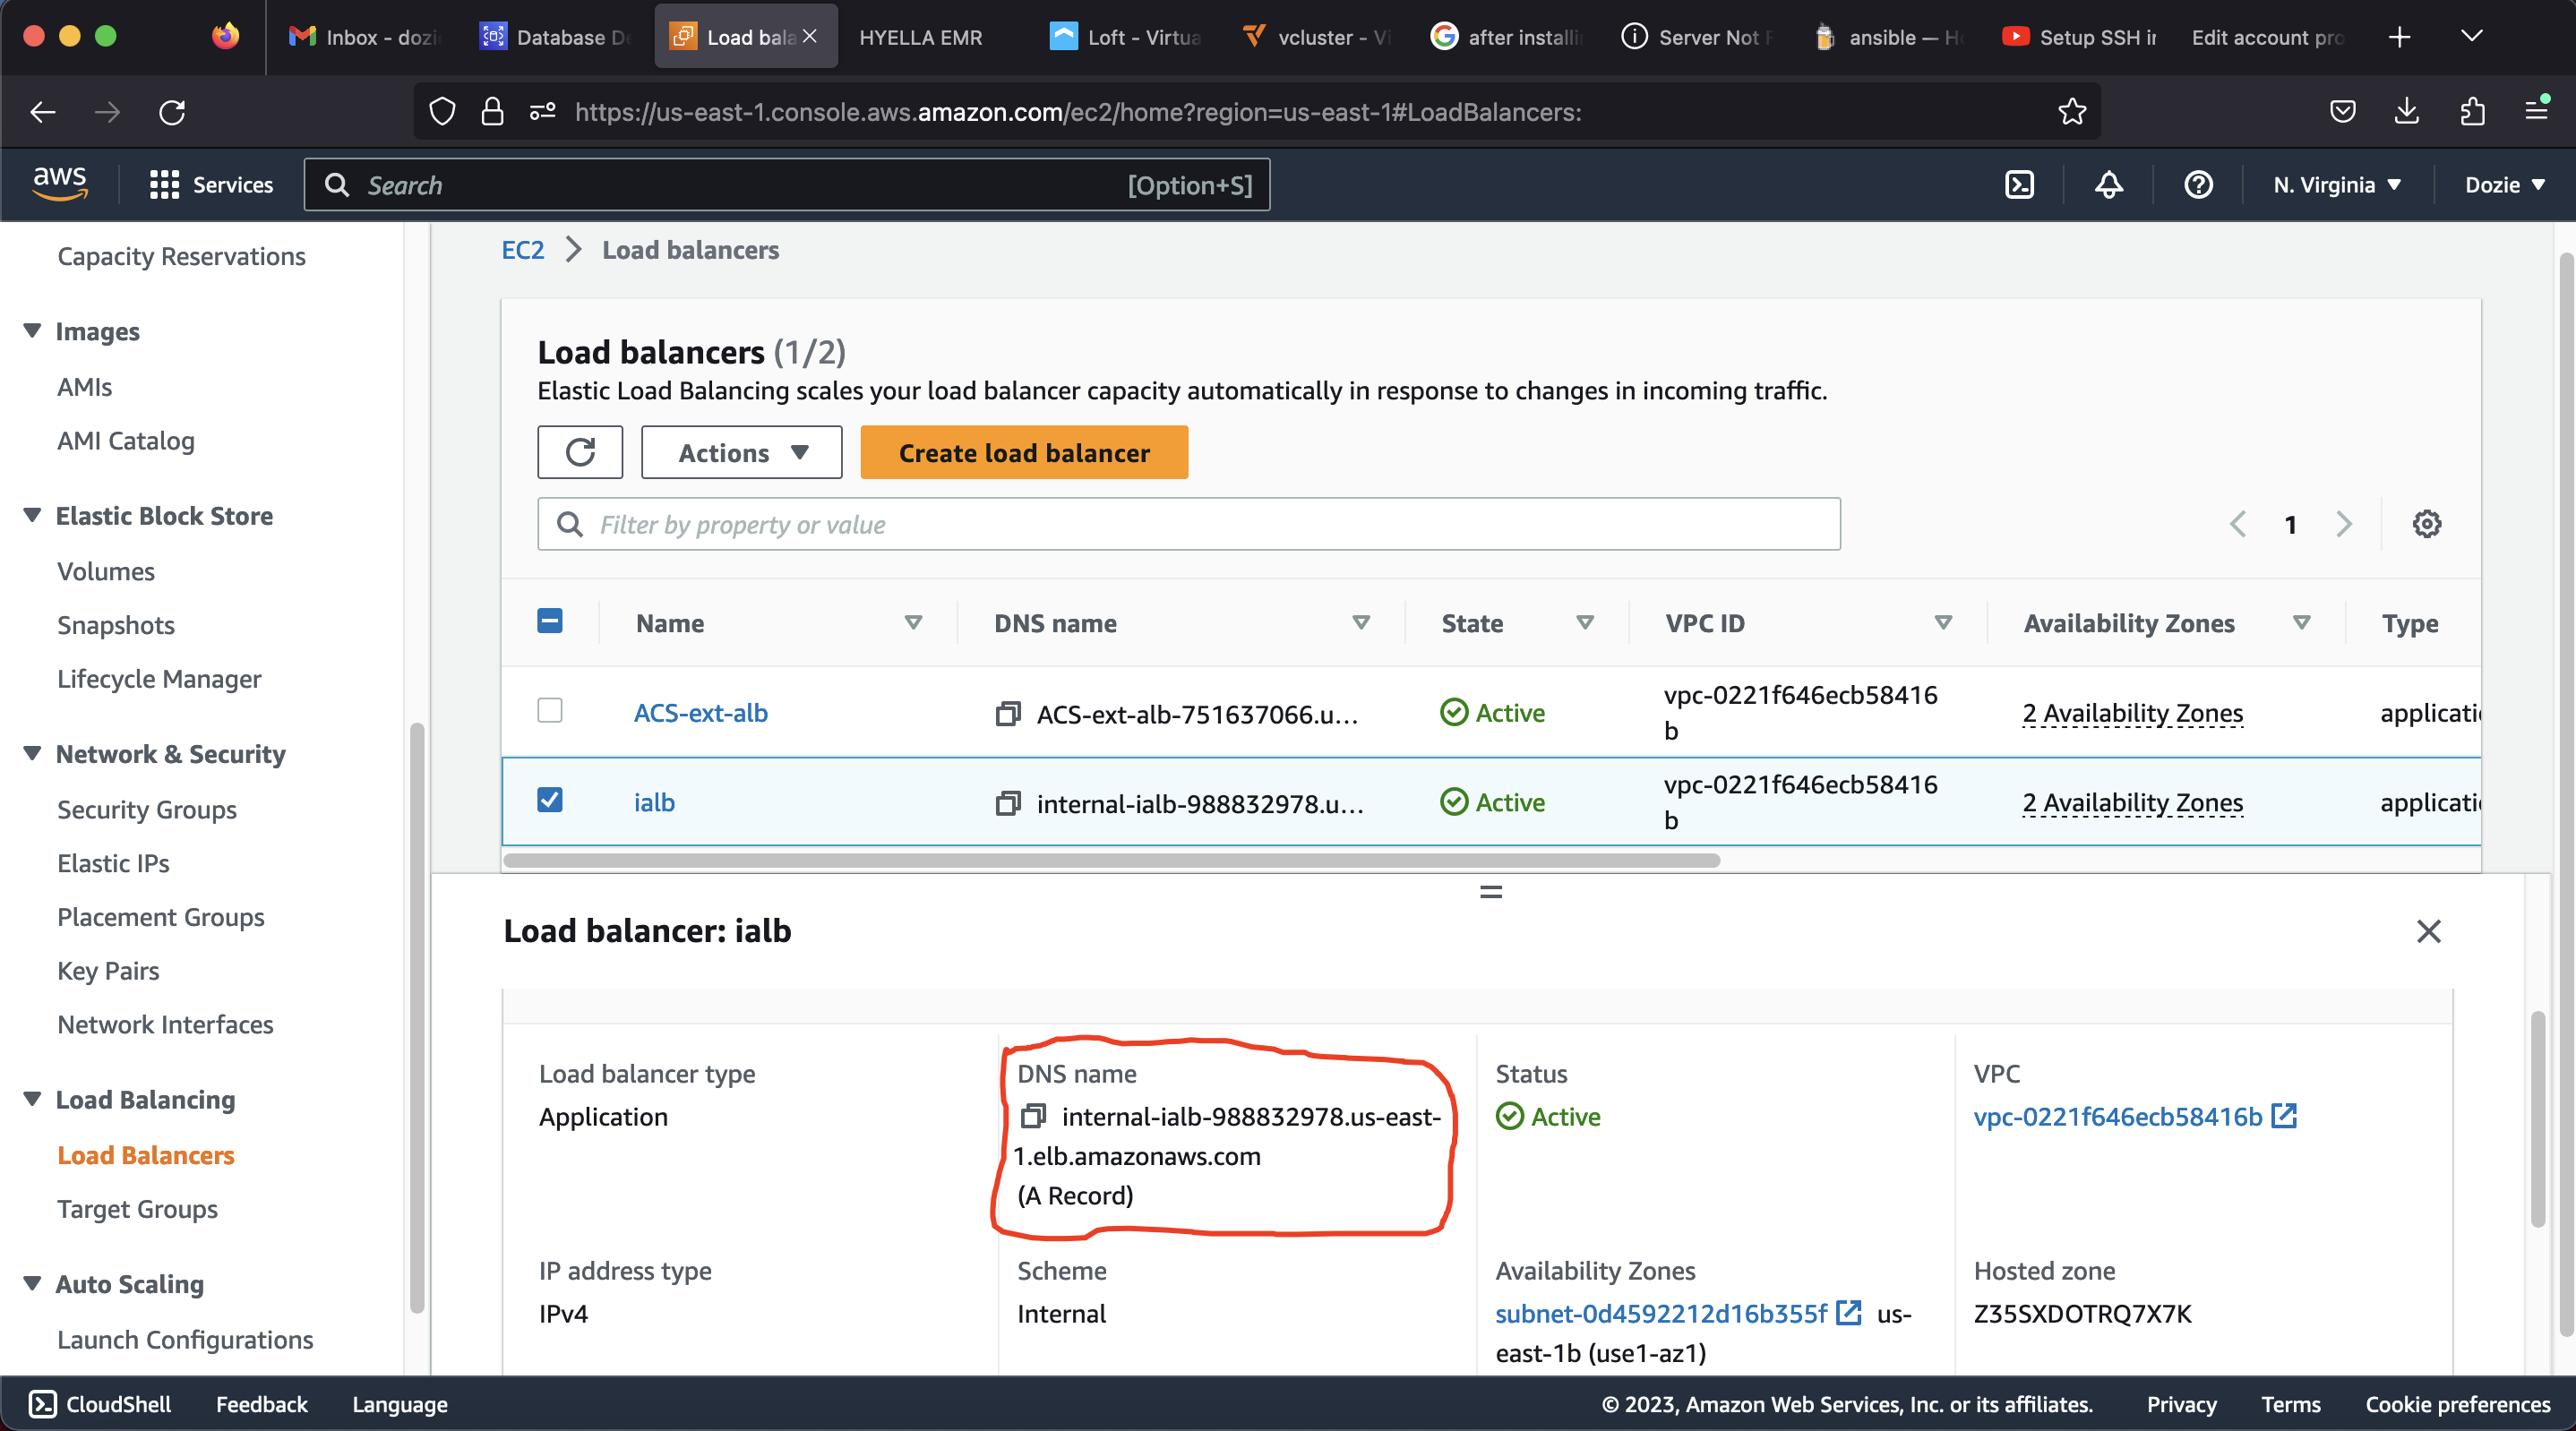 Inbox - dozi
Database D
Load bala
HYELLA EMR
Loft - Virtua
vcluster - Vi
after installi
Server Not F
ansible — H
Setup SSH i
Edit account pro
https://us-east-1.console.aws.amazon.com/ec2/home?region=us-east-1#LoadBalancers:
aws
Services
Search
[Option+S]
N. Virginia
Dozie
Capacity Reservations
Images
AMIs
AMI Catalog
Elastic Block Store
Volumes
Snapshots
Lifecycle Manager
Network & Security
Security Groups
Elastic IPs
Placement Groups
Key Pairs
Network Interfaces
Load Balancing
Load Balancers
Target Groups
Auto Scaling
Launch Configurations
EC2 > Load balancers
Load balancers (1/2)
Elastic Load Balancing scales your load balancer capacity automatically in response to changes in incoming traffic.
Actions
Create load balancer
Filter by property or value
1
Name DNS name State VPC ID Availability Zones Type
ACS-ext-alb ACS-ext-alb-751637066.u... Active vpc-0221f646ecb58416 2 Availability Zones applicati
b
ialb internal-ialb-988832978.u... Active vpc-0221f646ecb58416 2 Availability Zones applicati
b
Load balancer: ialb
Load balancer type
Application
DNS name
internal-ialb-988832978.us-east-
1.elb.amazonaws.com
(A Record)
Status
Active
VPC
vpc-0221f646ecb58416b
IP address type
IPv4
Scheme
Internal
Availability Zones
subnet-0d4592212d16b355f us-
east-1b (use1-az1)
Hosted zone
Z35SXDOTRQ7X7K
CloudShell
Feedback
Language
© 2023, Amazon Web Services, Inc. or its affiliates.
Privacy
Terms
Cookie preferences